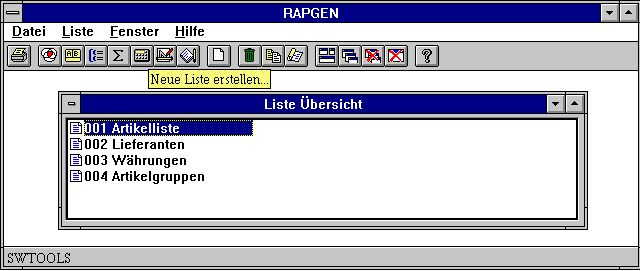 RAPGEN
Datei Liste Fenster Hilfe
Neue Liste erstellen...
Liste Übersicht
001 Artikelliste
002 Lieferanten
003 Währungen
004 Artikelgruppen
SWTOOLS